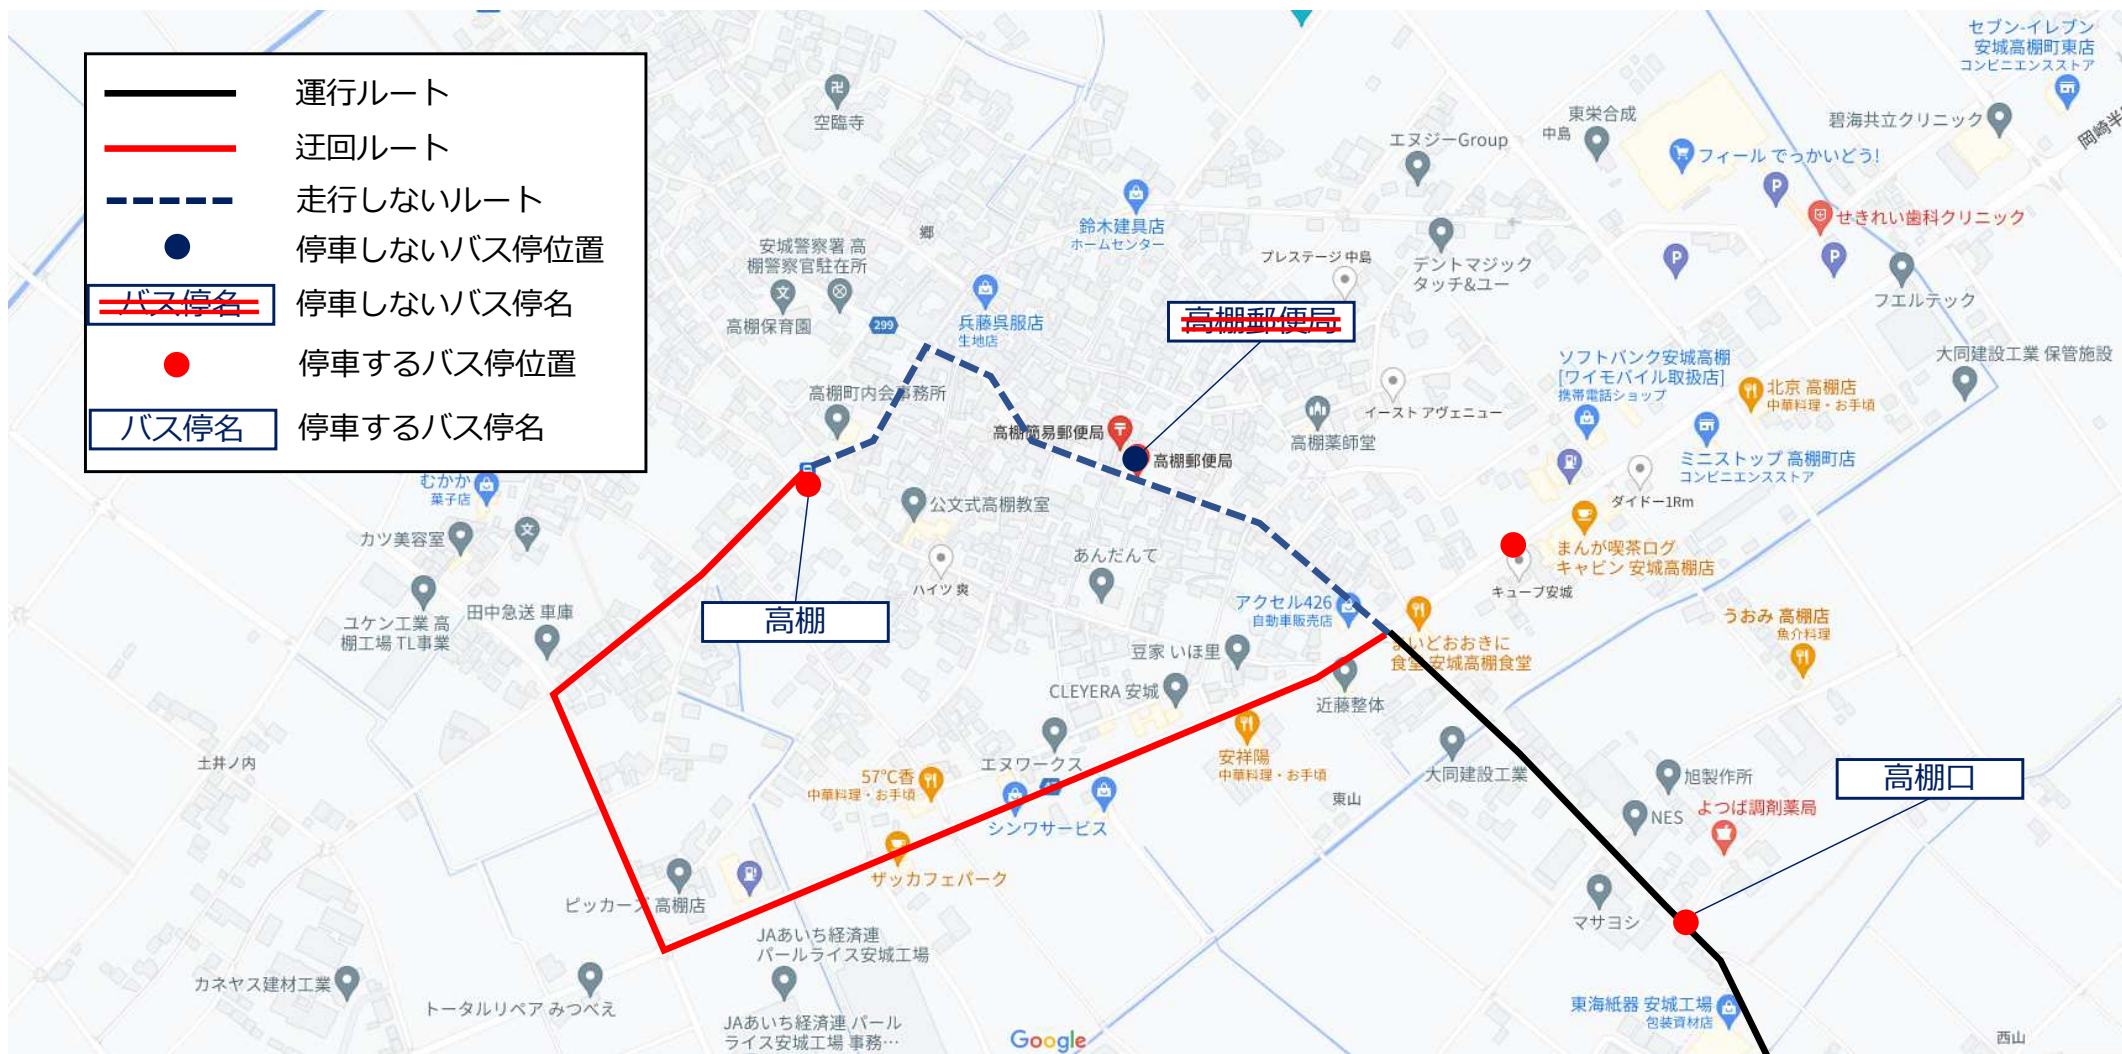 運行ルート
迂回ルート
走行しないルート
停車しないバス停位置
バス停名
停車しないバス停名
停車するバス停位置
バス停名
停車するバス停名
セブン-イレブン
安城高棚町東店
コンビニエンスストア
空臨寺
東栄合成
中島
エヌジーGroup
碧海共立クリニック
岡崎半
フィール でっかいどう!
P
せきれい歯科クリニック
鈴木建具店
ホームセンター
郷
安城警察署 高
棚警察官駐在所
プレステージ 中島
デントマジック
タッチ&ユー
P
P
フエルテック
高棚保育園
299
兵藤呉服店
生地店
高棚郵便局
ソフトバンク安城高棚
[ワイモバイル取扱店]
携帯電話ショップ
大同建設工業 保管施設
北京 高棚店
中華料理・お手頃
高棚町内会事務所
イースト アヴェニュー
高棚簡易郵便局
高棚薬師堂
高棚郵便局
ミニストップ 高棚町店
コンビニエンスストア
むかか
菓子店
公文式高棚教室
ダイドー1Rm
カツ美容室
あんだんて
まんが喫茶ログ
キャビン 安城高棚店
ハイツ 爽
キューブ安城
ユケン工業 高
棚工場 TL事業
田中急送 車庫
高棚
アクセル426
自動車販売店
うおみ 高棚店
魚介料理
豆家 いほ里
まいどおおきに
食堂 安城高棚食堂
CLEYERA 安城
近藤整体
土井ノ内
エヌワークス
安祥陽
中華料理・お手頃
大同建設工業
57℃香
中華料理・お手頃
旭製作所
高棚口
東山
NES
よつば調剤薬局
シンワサービス
ザッカフェパーク
ピッカーズ 高棚店
マサヨシ
JAあいち経済連
パールライス安城工場
カネヤス建材工業
トータルリペア みつべえ
東海紙器 安城工場
包装資材店
JAあいち経済連 パール
ライス安城工場 事務…
Google
西山